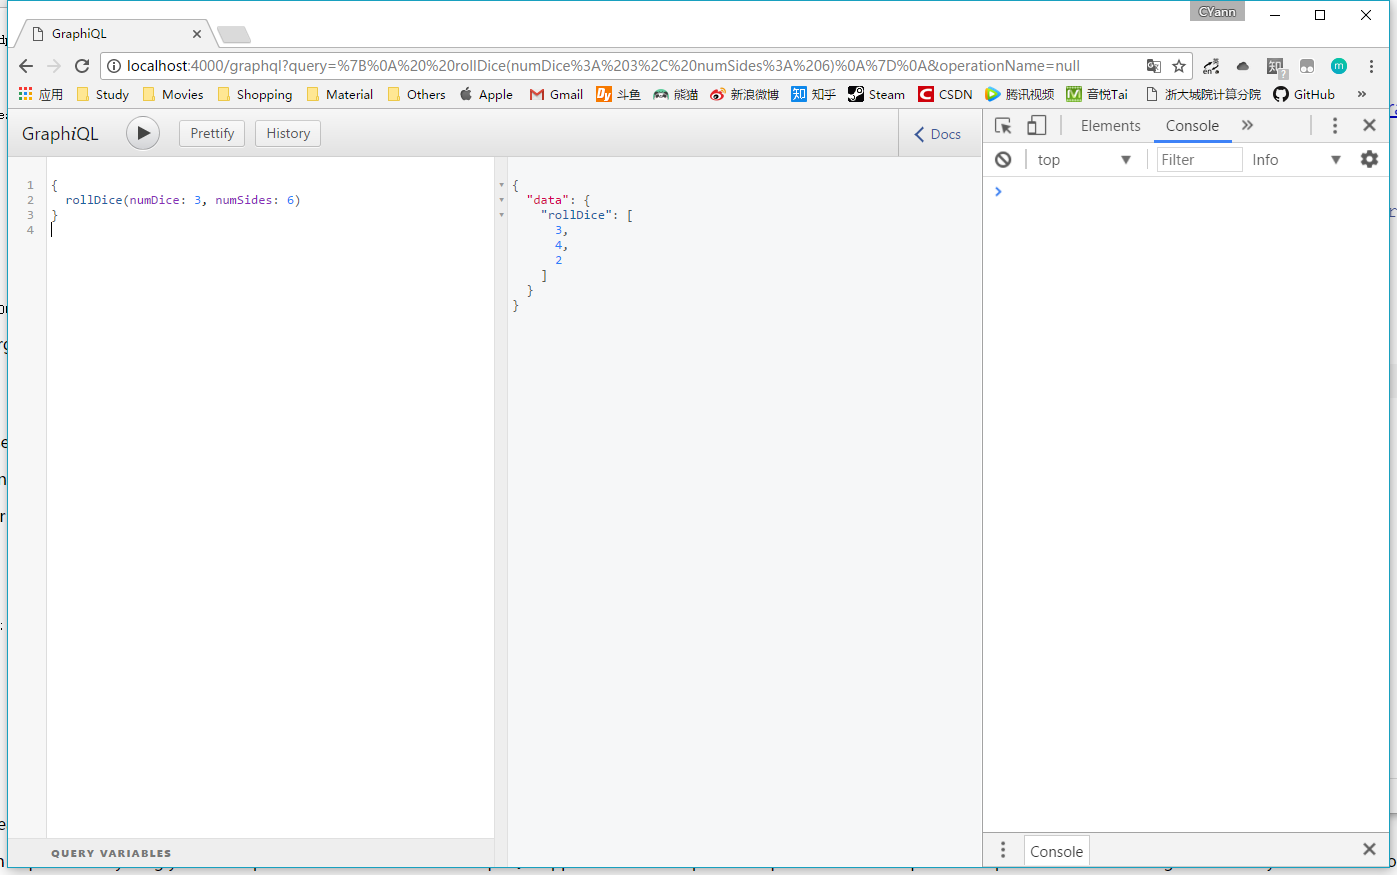 CYann
GraphiQL
localhost:4000/graphql?query=%7B%0A%20%20rollDice(numDice%3A%203%2C%20numSides%3A%206)%0A%7D%0A&operationName=null
应用 Study Movies Shopping Material Others Apple Gmail 斗鱼 熊猫 新浪微博 知乎 Steam CSDN 腾讯视频 音悦Tai 浙大城院计算分院 GitHub »
GraphiQL Prettify History Docs
Elements Console »
top Filter Info
1 {
2 rollDice(numDice: 3, numSides: 6)
3 }
4
{
"data": {
"rollDice": [
3,
4,
2
]
}
}
QUERY VARIABLES
Console